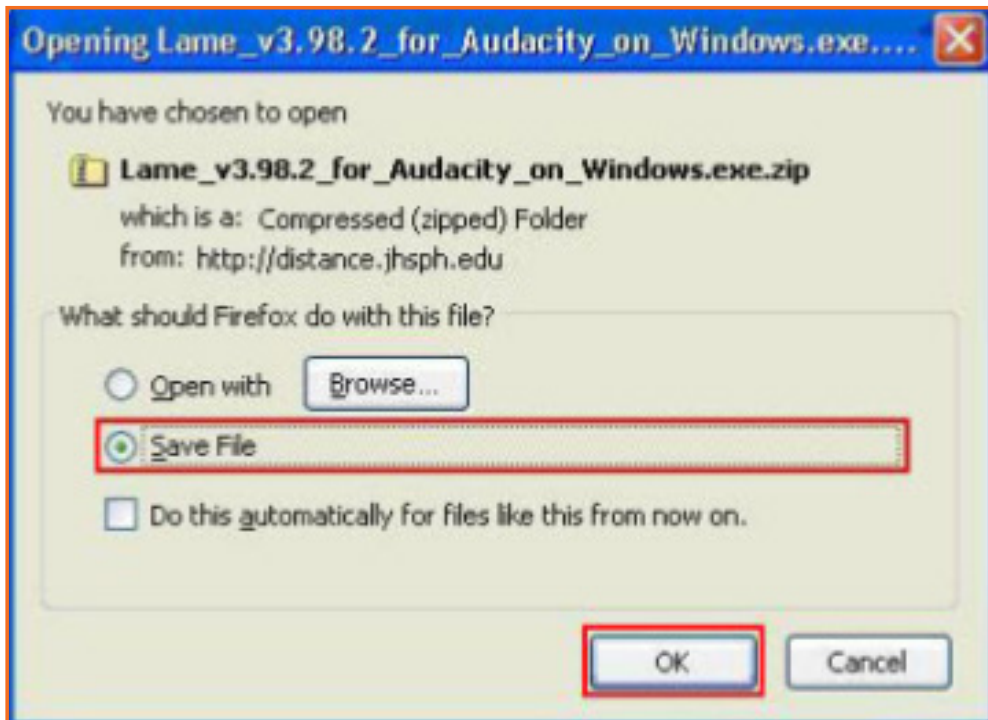 Opening Lame_v3.98.2_for_Audacity_on_Windows.exe....
You have chosen to open
Lame_v3.98.2_for_Audacity_on_Windows.exe.zip
which is a: Compressed (zipped) Folder
from: http://distance.jhsph.edu
What should Firefox do with this file?
Open with Browse...
Save File
Do this automatically for files like this from now on.
OK Cancel